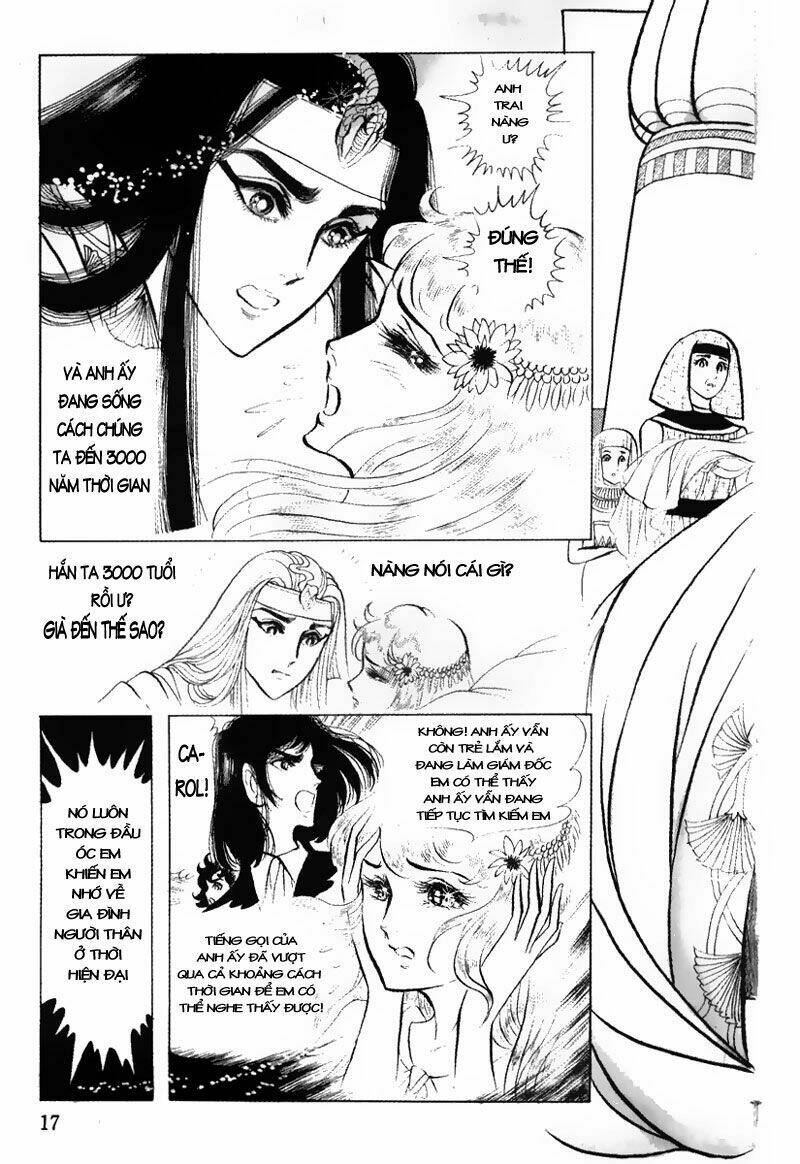 ANH
TRAI
NÀNG
Ư?
ĐÚNG
THẾ!
VÀ ANH ẤY
ĐANG SỐNG
CÁCH CHÚNG
TA ĐẾN 3000
NĂM THỜI GIAN
HẮN TA 3000 TUỔI
RỒI Ư?
GIÀ ĐẾN THẾ SAO?
NÀNG NÓI CÁI GÌ?
KHÔNG! ANH ẤY VẪN
CÒN TRẺ LẮM VÀ
ĐANG LÀM GIÁM ĐỐC
EM CÓ THỂ THẤY
ANH ẤY VẪN ĐANG
TIẾP TỤC TÌM KIẾM EM
CA-
ROL!
TIẾNG GỌI CỦA
ANH ẤY ĐÃ VƯỢT
QUA CẢ KHOẢNG CÁCH
THỜI GIAN ĐỂ EM CÓ
THỂ NGHE THẤY ĐƯỢC!
NÓ LUÔN
TRONG ĐẦU
ÓC EM
KHIẾN EM
NHỚ VỀ
GIA ĐÌNH
NGƯỜI THÂN
Ở THỜI
HIỆN ĐẠI
17